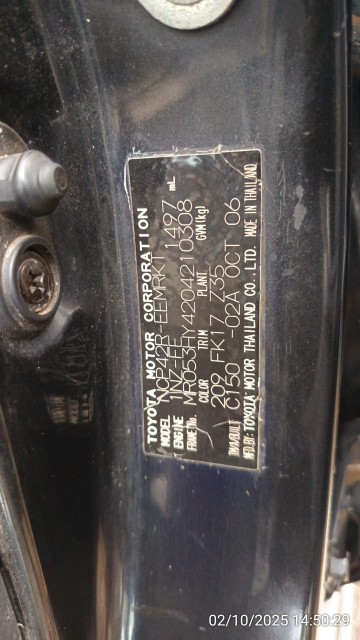 TOYOTA MOTOR CORPORATION
MODEL NCP42R-EEMRKT
ENGINE 1NZ-FE 1497 mL
FRAME No. MR053HY4204210308
COLOR TRIM PLANT GVM(kg)
209 FK17 Z35
TM/A/BUILT C150 -02A OCT 06
MFD.BY: TOYOTA MOTOR THAILAND CO.,LTD. MADE IN THAILAND
02/10/2025 14:50:29